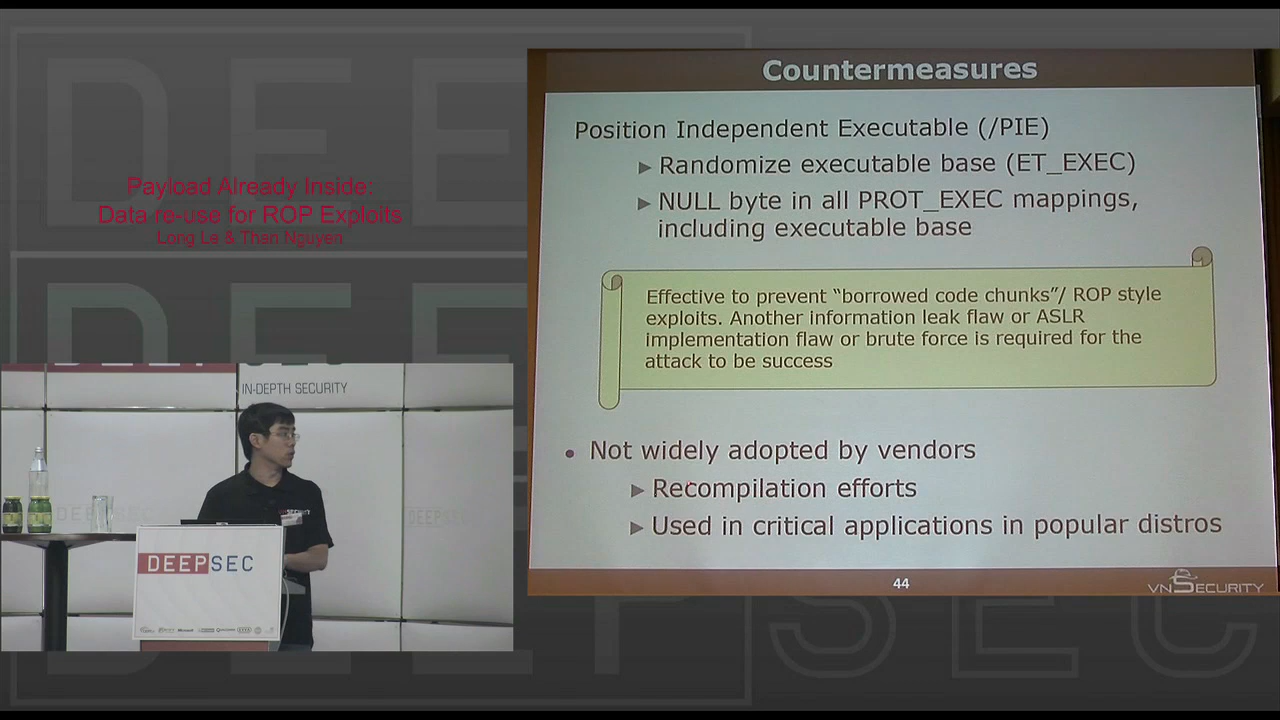 Payload Already Inside:
Data re-use for ROP Exploits
Long Le & Than Nguyen
IN-DEPTH SECURITY
DEEPSEC
DEEPSEC
DEEPSEC
Countermeasures
Position Independent Executable (/PIE)
Randomize executable base (ET_EXEC)
NULL byte in all PROT_EXEC mappings,
including executable base
Effective to prevent “borrowed code chunks”/ ROP style
exploits. Another information leak flaw or ASLR
implementation flaw or brute force is required for the
attack to be success
Not widely adopted by vendors
Recompilation efforts
Used in critical applications in popular distros
44
VNSECURITY